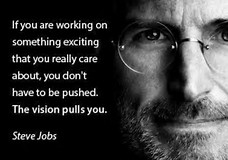 If you are working on
something exciting
that you really care
about, you don't
have to be pushed.
The vision pulls you.
Steve Jobs